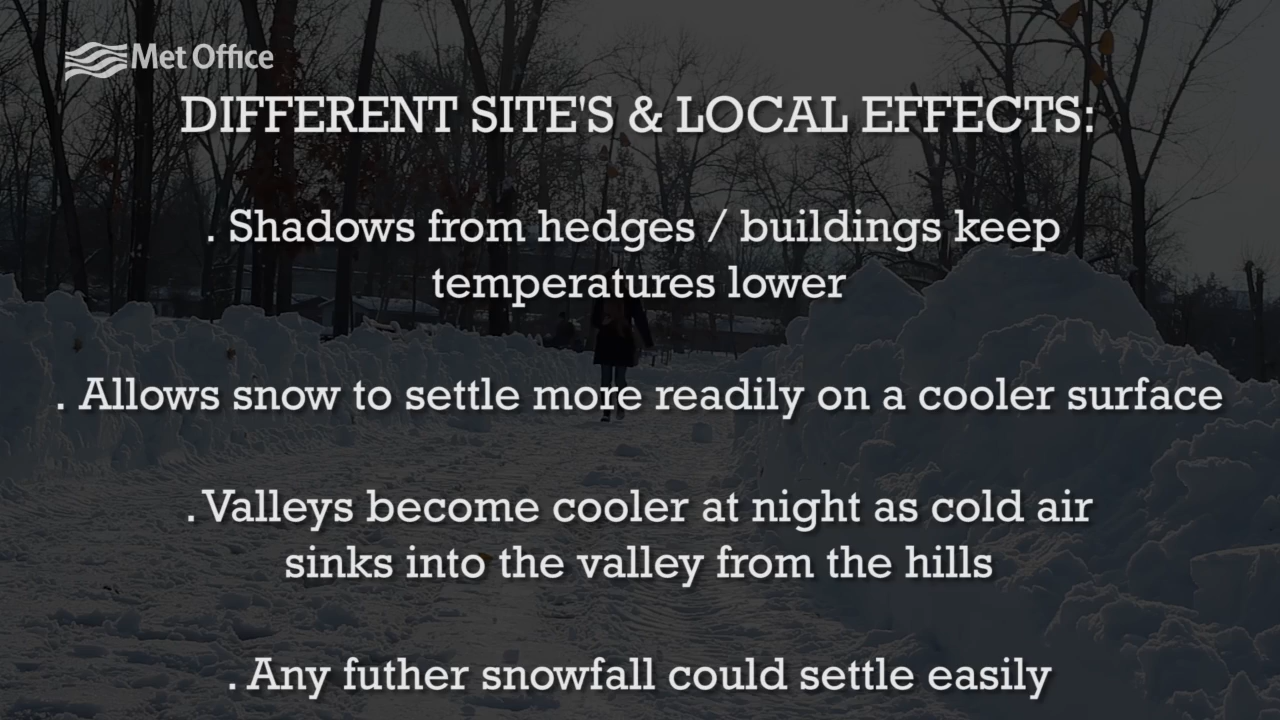 Met Office
DIFFERENT SITE'S & LOCAL EFFECTS:
. Shadows from hedges / buildings keep
temperatures lower
. Allows snow to settle more readily on a cooler surface
. Valleys become cooler at night as cold air
sinks into the valley from the hills
. Any futher snowfall could settle easily